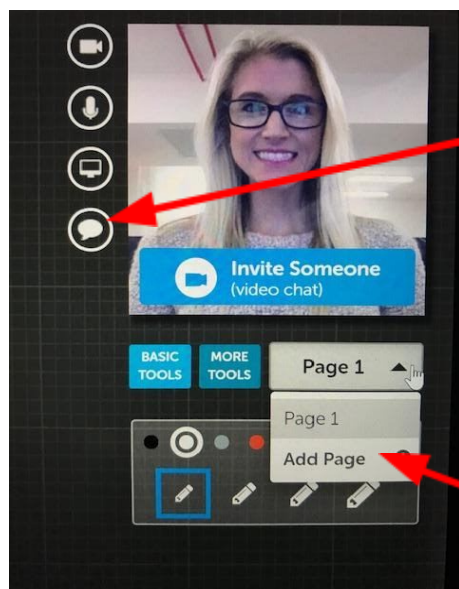 Invite Someone
(video chat)
BASIC
TOOLS
MORE
TOOLS
Page 1
Page 1
Add Page